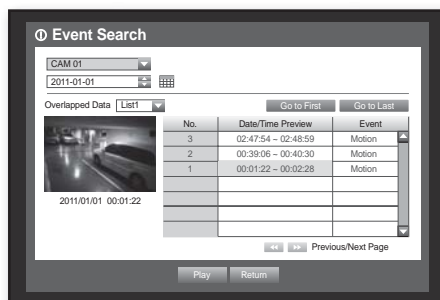 Event Search
CAM 01
2011-01-01
Overlapped Data List1 Go to First Go to Last
No. Date/Time Preview Event
3 02:47:54 ~ 02:48:59 Motion
2 00:39:06 ~ 00:40:30 Motion
1 00:01:22 ~ 00:02:28 Motion
2011/01/01 00:01:22
Previous/Next Page
Play Return